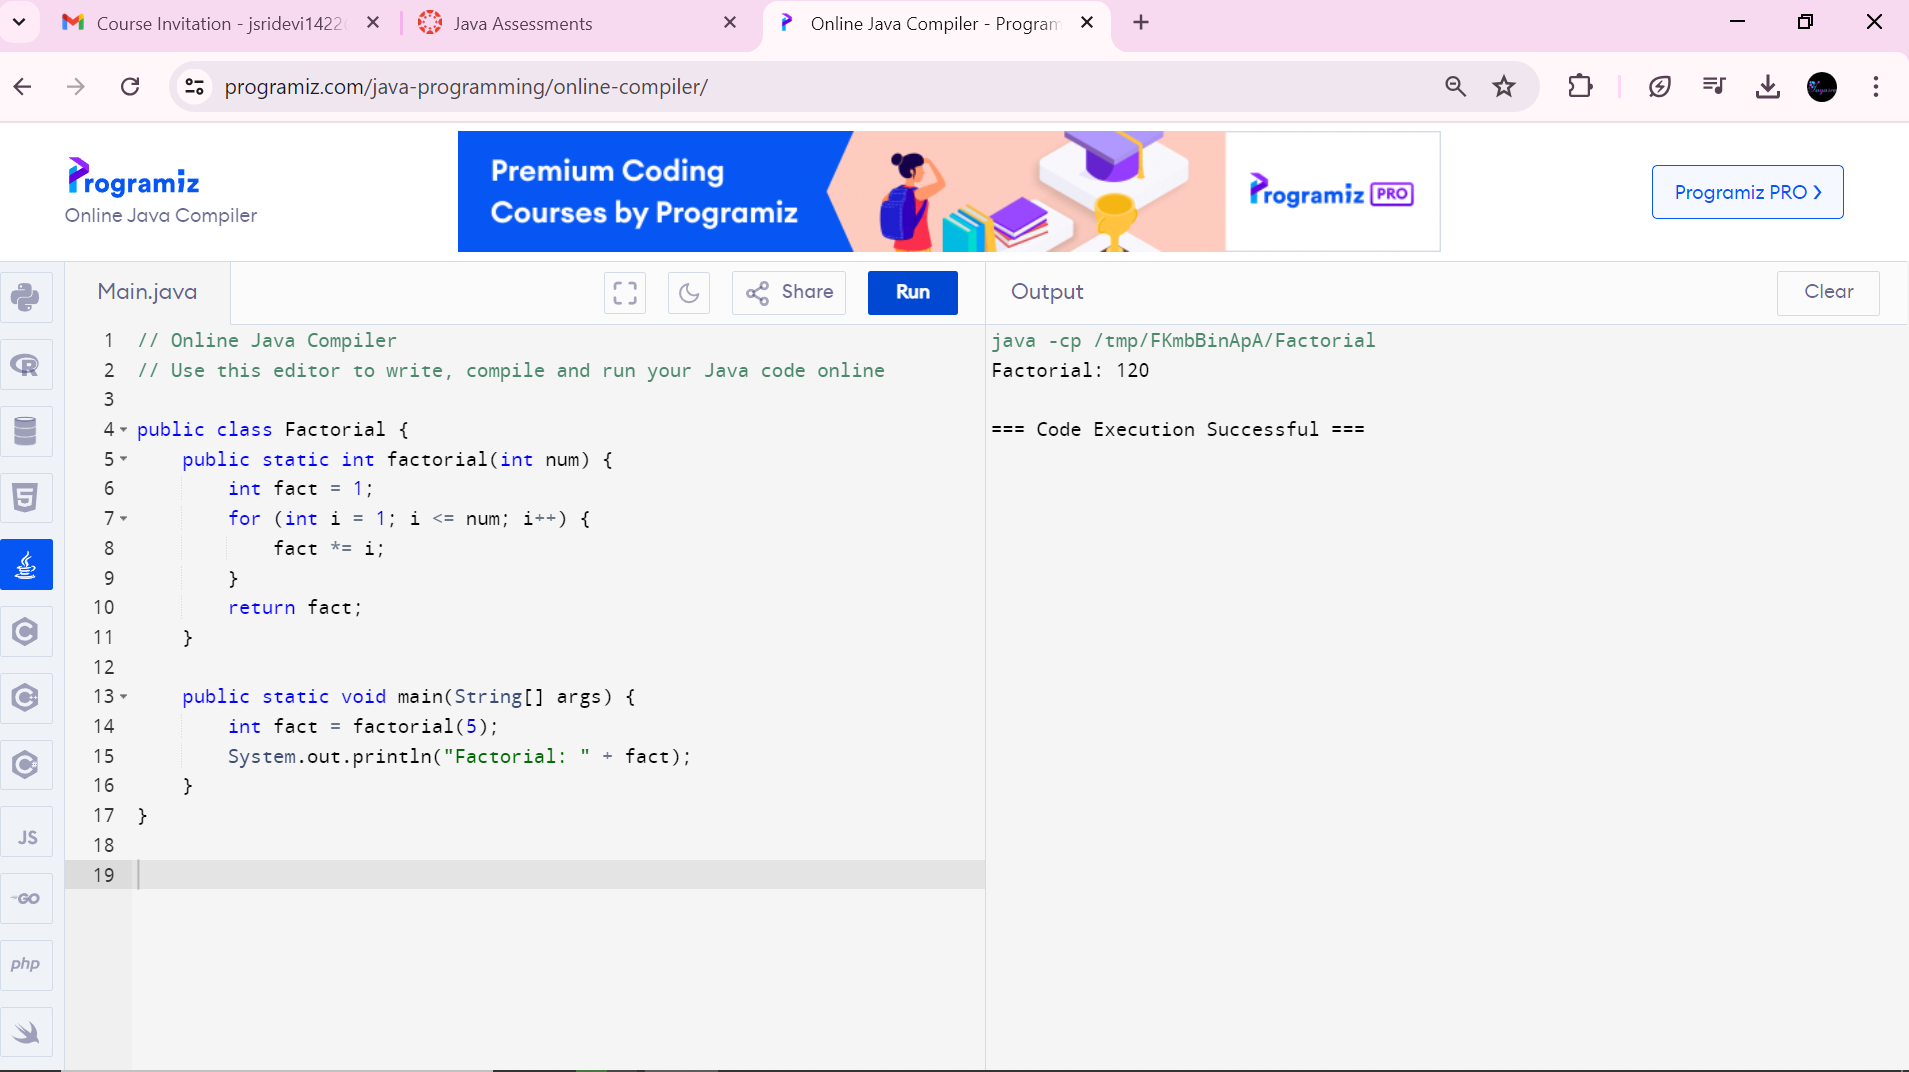 Course Invitation - jsridevi1422
Java Assessments
Online Java Compiler - Program
programiz.com/java-programming/online-compiler/
Programiz
Online Java Compiler
Premium Coding
Courses by Programiz
Programiz PRO
Programiz PRO ❯
Main.java
Share
Run
Output
Clear
1 // Online Java Compiler
2 // Use this editor to write, compile and run your Java code online
3
4 public class Factorial {
5     public static int factorial(int num) {
6         int fact = 1;
7         for (int i = 1; i <= num; i++) {
8             fact *= i;
9         }
10         return fact;
11     }
12
13     public static void main(String[] args) {
14         int fact = factorial(5);
15         System.out.println("Factorial: " + fact);
16     }
17 }
18
19
java -cp /tmp/FKmbBinApA/Factorial
Factorial: 120
=== Code Execution Successful ===
R
5
C
C++
C#
JS
GO
php